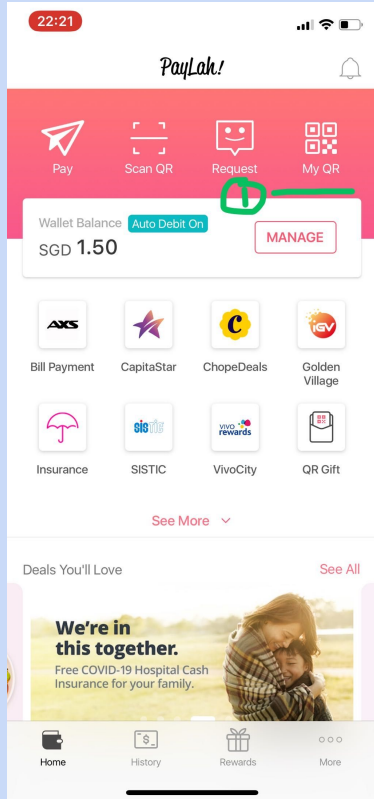 22:21
PayLah!
Pay Scan QR Request My QR
1
Wallet Balance Auto Debit On
SGD 1.50
MANAGE
AXS
C
iGV
Bill Payment CapitaStar ChopeDeals Golden Village
SISTIC
VIVO rewards
Insurance SISTIC VivoCity QR Gift
See More
Deals You'll Love See All
We're in
this together.
Free COVID-19 Hospital Cash
Insurance for your family.
$
Home History Rewards More